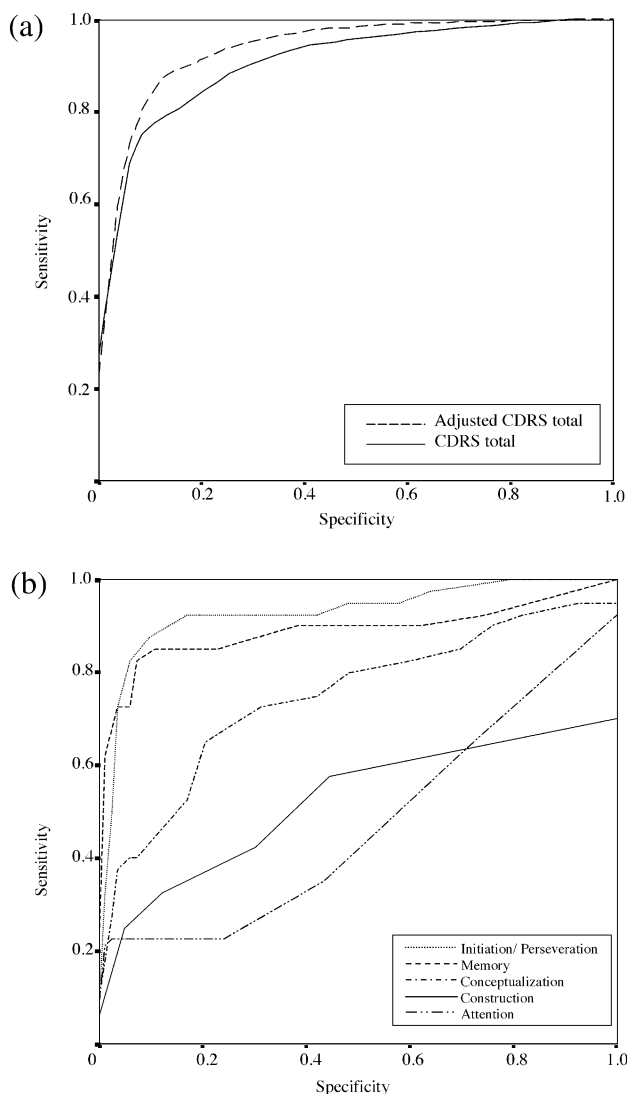 (a)
1.0
0.8
0.6
0.4
0.2
Sensitivity
Adjusted CDRS total
CDRS total
0 0.2 0.4 0.6 0.8 1.0
Specificity
(b)
1.0
0.8
0.6
0.4
0.2
Sensitivity
Initiation/ Perseveration
Memory
Conceptualization
Construction
Attention
0 0.2 0.4 0.6 0.8 1.0
Specificity